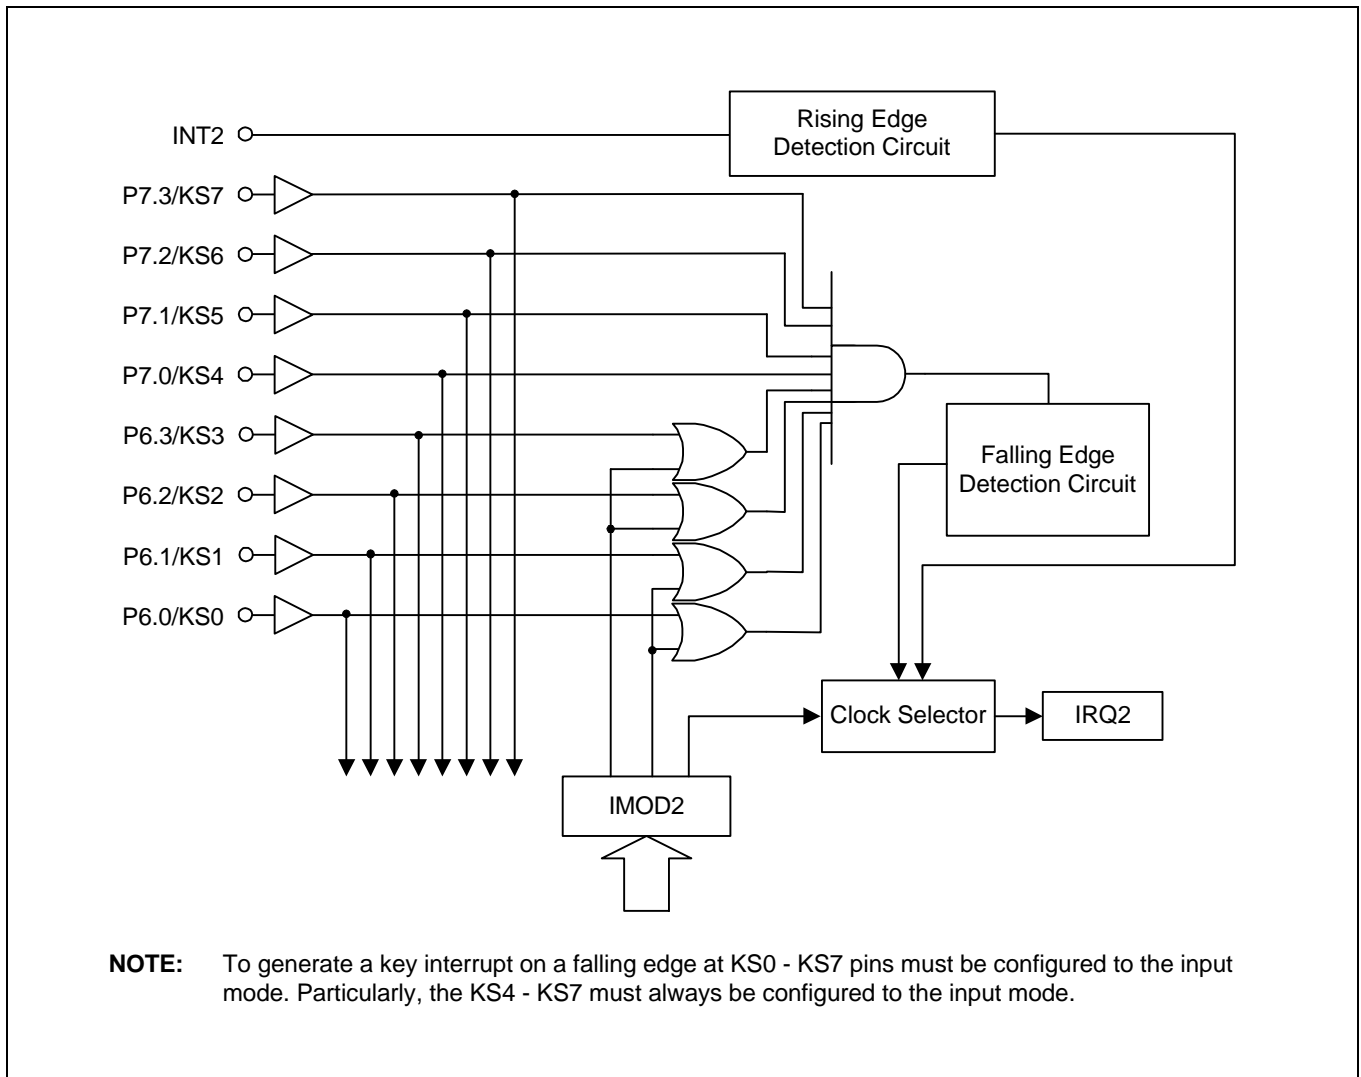 Rising Edge
Detection Circuit
INT2
P7.3/KS7
P7.2/KS6
P7.1/KS5
P7.0/KS4
P6.3/KS3
P6.2/KS2
P6.1/KS1
P6.0/KS0
Falling Edge
Detection Circuit
Clock Selector
IRQ2
IMOD2
NOTE: To generate a key interrupt on a falling edge at KS0 - KS7 pins must be configured to the input
mode. Particularly, the KS4 - KS7 must always be configured to the input mode.